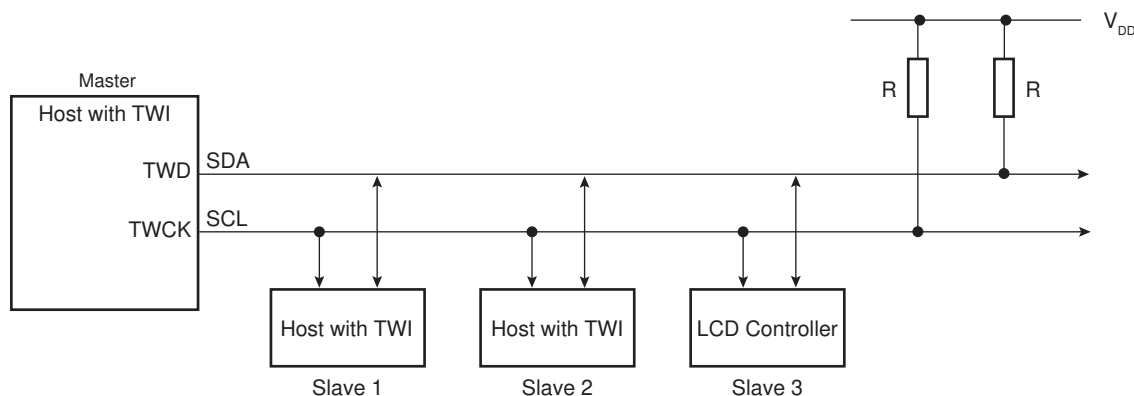 V_DD
Master
Host with TWI
R
R
TWD
SDA
TWCK
SCL
Host with TWI
Host with TWI
LCD Controller
Slave 1
Slave 2
Slave 3